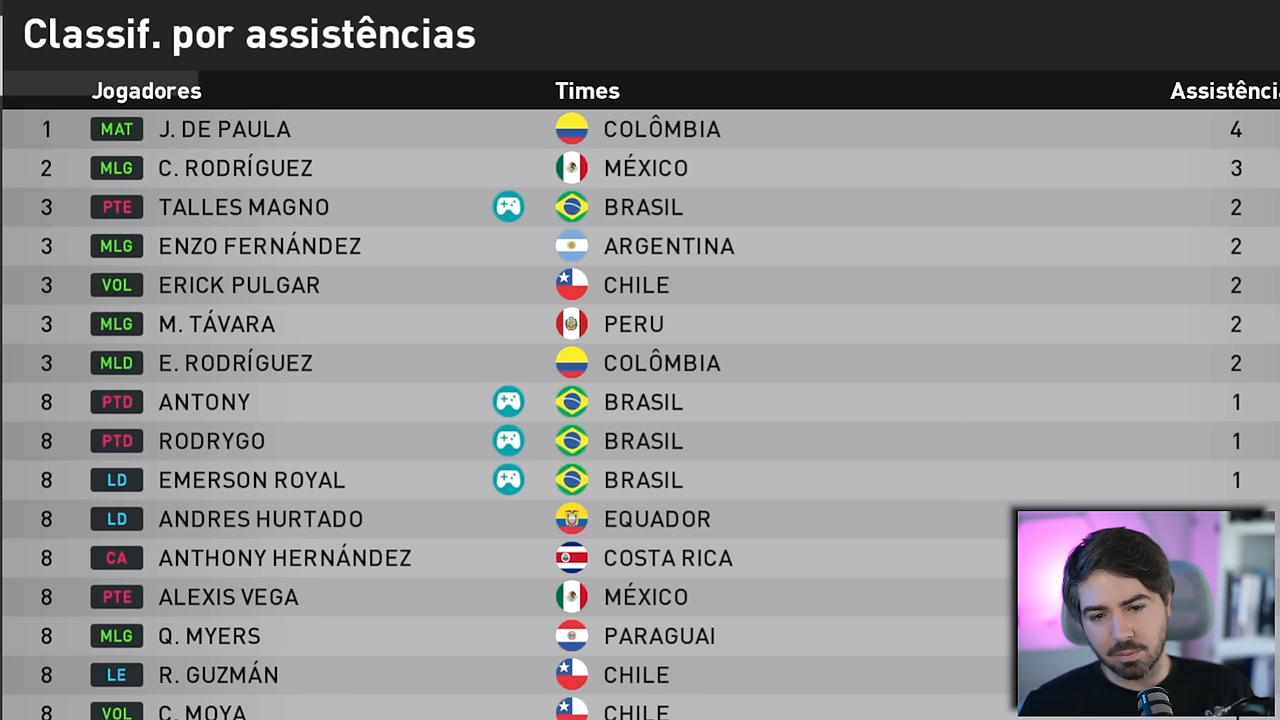 Classif. por assistências
Jogadores Times Assistênci
1 MAT J. DE PAULA COLÔMBIA 4
2 MLG C. RODRÍGUEZ MÉXICO 3
3 PTE TALLES MAGNO BRASIL 2
3 MLG ENZO FERNÁNDEZ ARGENTINA 2
3 VOL ERICK PULGAR CHILE 2
3 MLG M. TÁVARA PERU 2
3 MLD E. RODRÍGUEZ COLÔMBIA 2
8 PTD ANTONY BRASIL 1
8 PTD RODRYGO BRASIL 1
8 LD EMERSON ROYAL BRASIL 1
8 LD ANDRES HURTADO EQUADOR
8 CA ANTHONY HERNÁNDEZ COSTA RICA
8 PTE ALEXIS VEGA MÉXICO
8 MLG Q. MYERS PARAGUAI
8 LE R. GUZMÁN CHILE
8 VOL C. MOYA CHILE